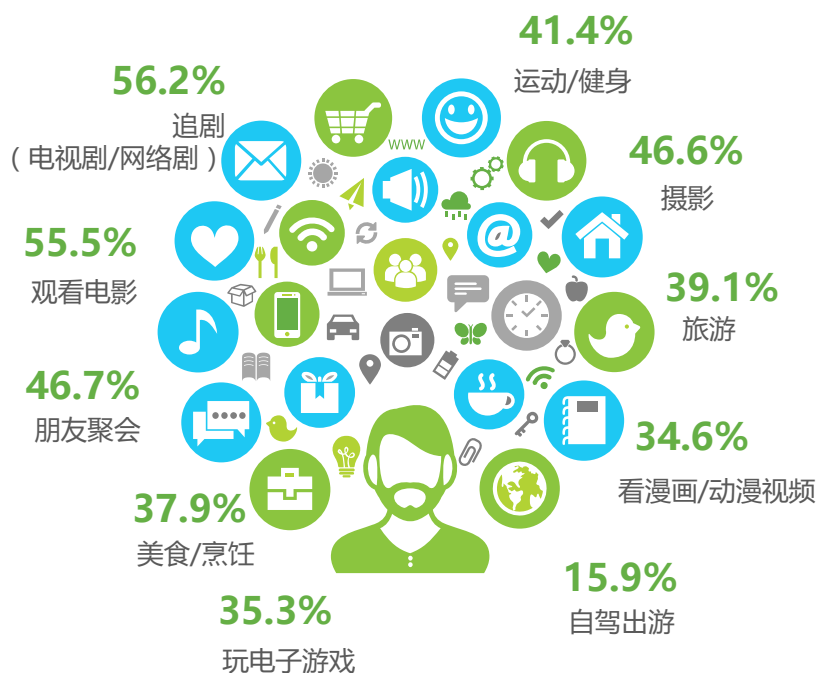 41.4%
运动/健身
56.2%
追剧
（电视剧/网络剧）
www
46.6%
摄影
@
55.5%
观看电影
39.1%
旅游
46.7%
朋友聚会
34.6%
看漫画/动漫视频
37.9%
美食/烹饪
15.9%
自驾出游
35.3%
玩电子游戏